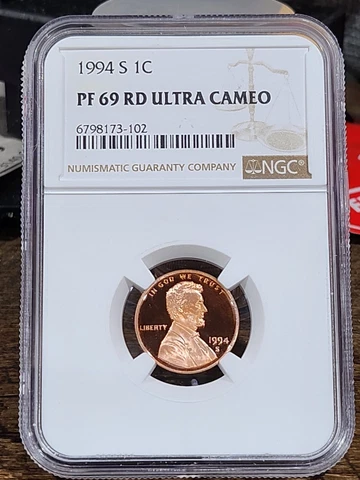 1994 S 1C
PF 69 RD ULTRA CAMEO
6798173-102
NUMISMATIC GUARANTY COMPANY
NGC®
IN GOD WE TRUST
LIBERTY
1994
S